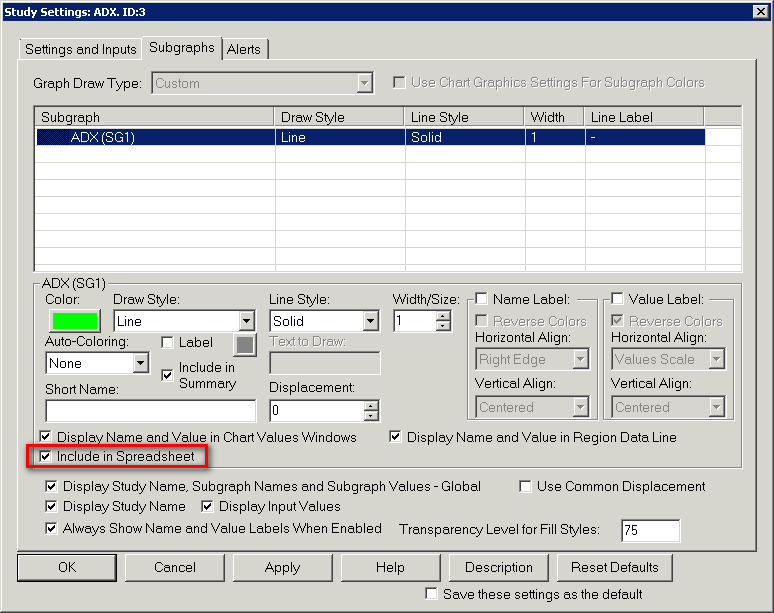 Study Settings: ADX. ID:3
Settings and Inputs Subgraphs Alerts
Graph Draw Type: Custom Use Chart Graphics Settings For Subgraph Colors
Subgraph Draw Style Line Style Width Line Label
ADX (SG1) Line Solid 1 -
ADX (SG1)
Color: Draw Style: Line Style: Width/Size: Name Label: Value Label:
Line Solid 1 Reverse Colors Reverse Colors
Auto-Coloring: Label Text to Draw: Horizontal Align: Horizontal Align:
None Include in Summary Right Edge Values Scale
Short Name: Displacement: Vertical Align: Vertical Align:
0 Centered Centered
Display Name and Value in Chart Values Windows Display Name and Value in Region Data Line
Include in Spreadsheet
Display Study Name, Subgraph Names and Subgraph Values - Global Use Common Displacement
Display Study Name Display Input Values
Always Show Name and Value Labels When Enabled Transparency Level for Fill Styles: 75
OK Cancel Apply Help Description Reset Defaults
Save these settings as the default